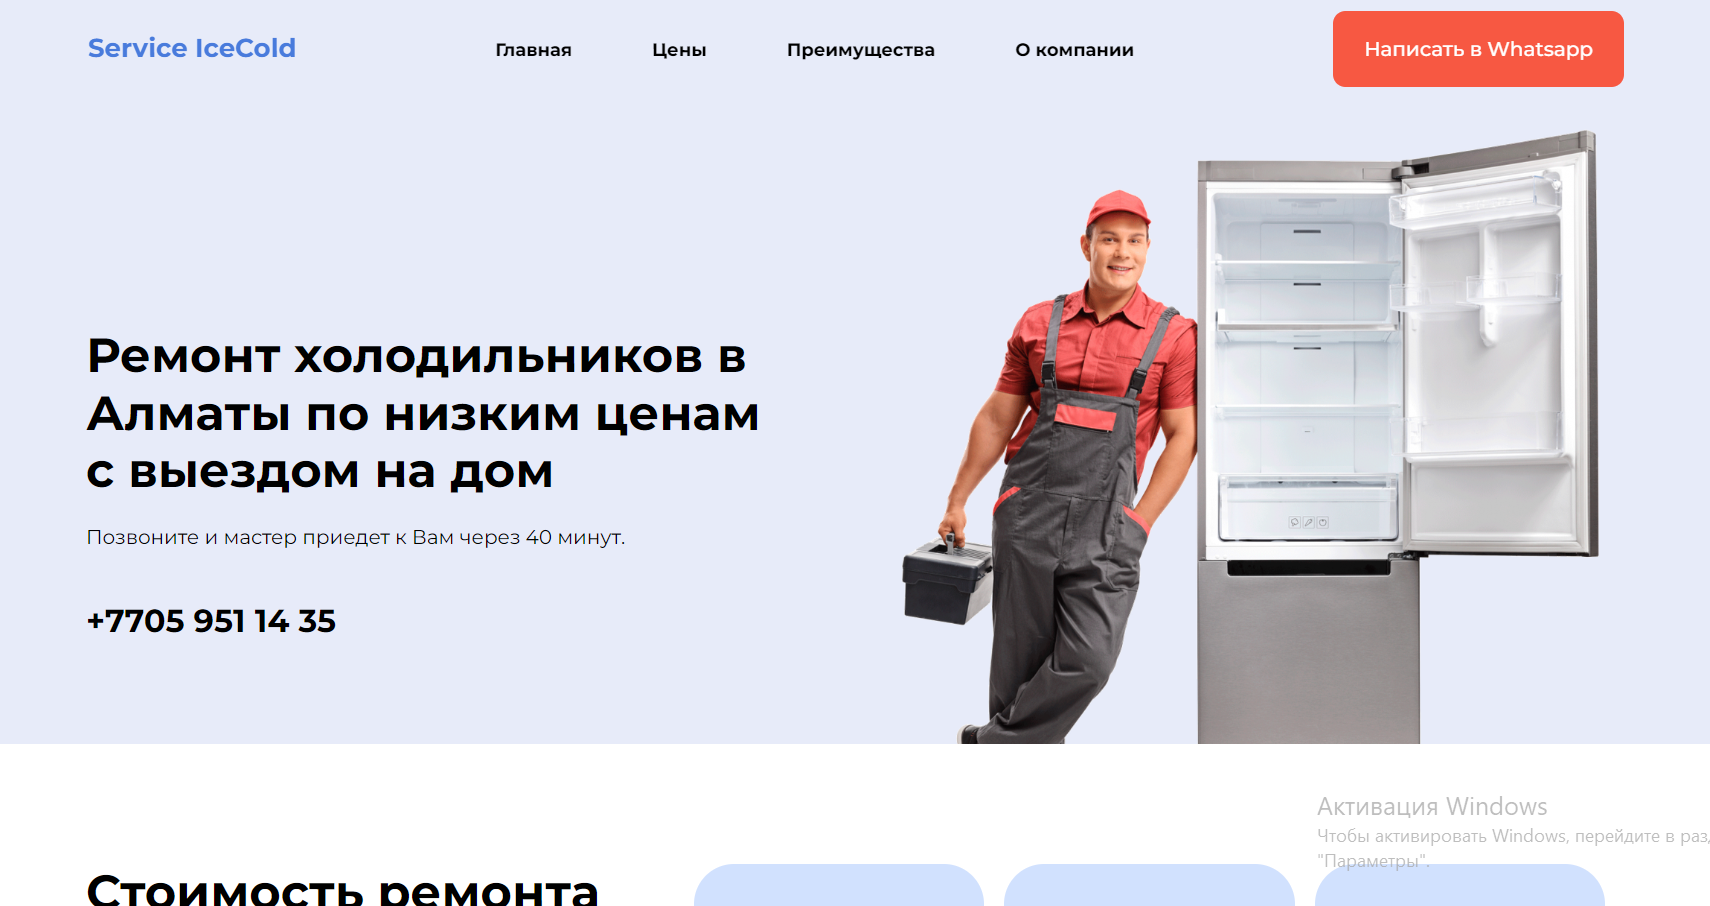 Service IceCold
Главная
Цены
Преимущества
О компании
Написать в Whatsapp
Ремонт холодильников в
Алматы по низким ценам
с выездом на дом
Позвоните и мастер приедет к Вам через 40 минут.
+7705 951 14 35
Активация Windows
Чтобы активировать Windows, перейдите в раз
"Параметры".
Стоимость ремонта